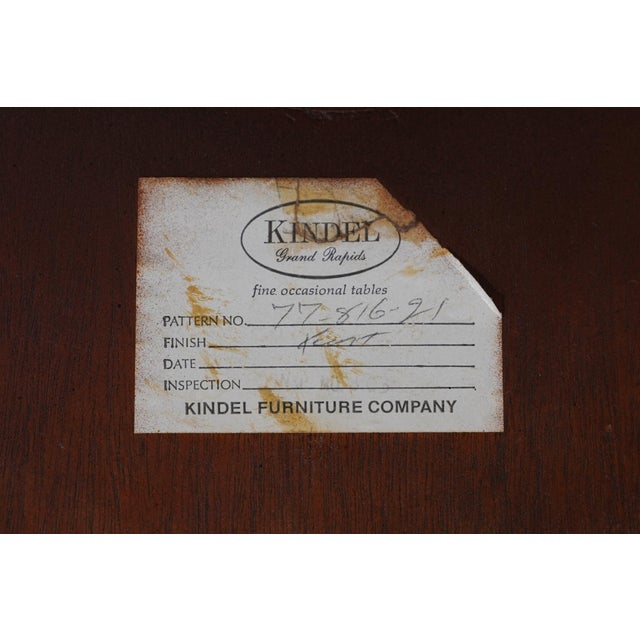 KINDEL
Grand Rapids
fine occasional tables
PATTERN NO. 77-816-21
FINISH
DATE
INSPECTION
KINDEL FURNITURE COMPANY